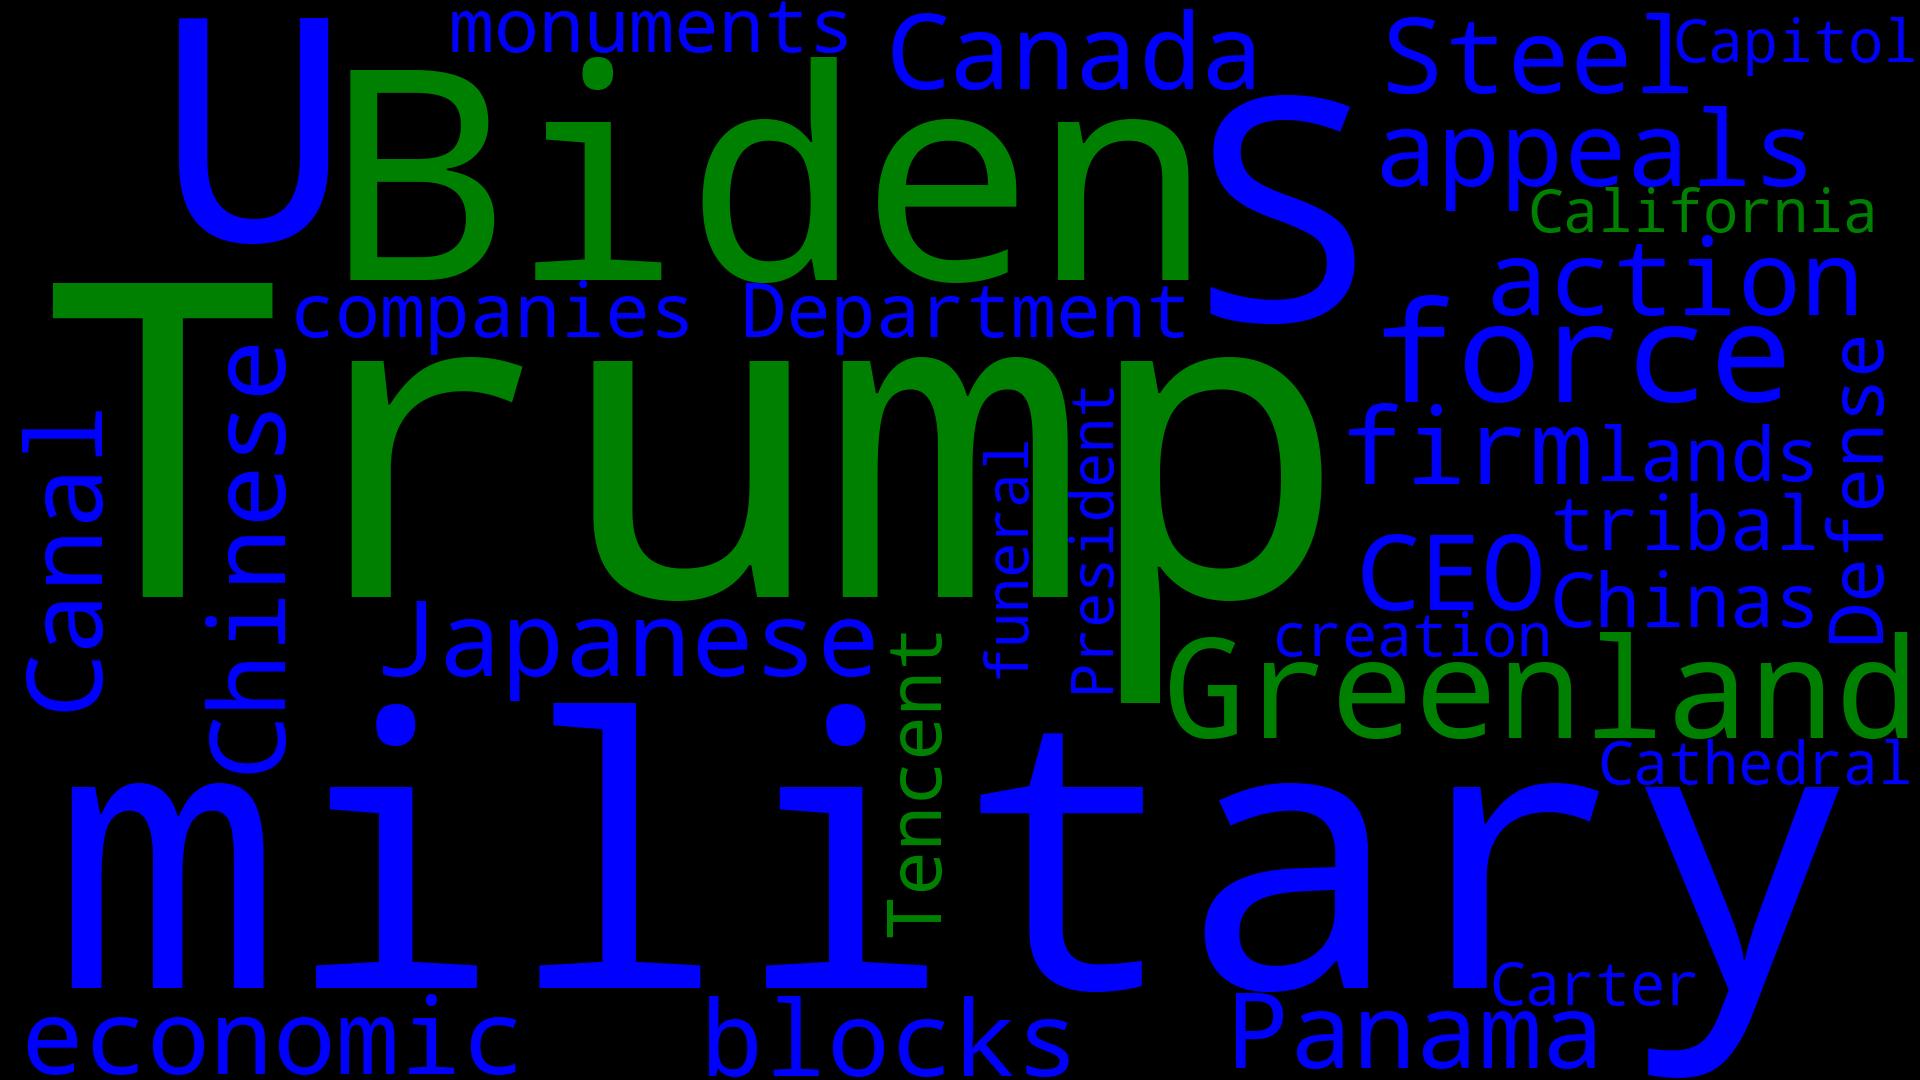 monuments
Canada
Steel
Capitol
U
Biden
S
appeals
California
action
companies
Department
force
Trump
Chinese
Canal
funeral
President
firm
lands
Defense
tribal
CEO
Chinas
creation
Japanese
Tencent
Greenland
Cathedral
military
Carter
economic
blocks
Panama